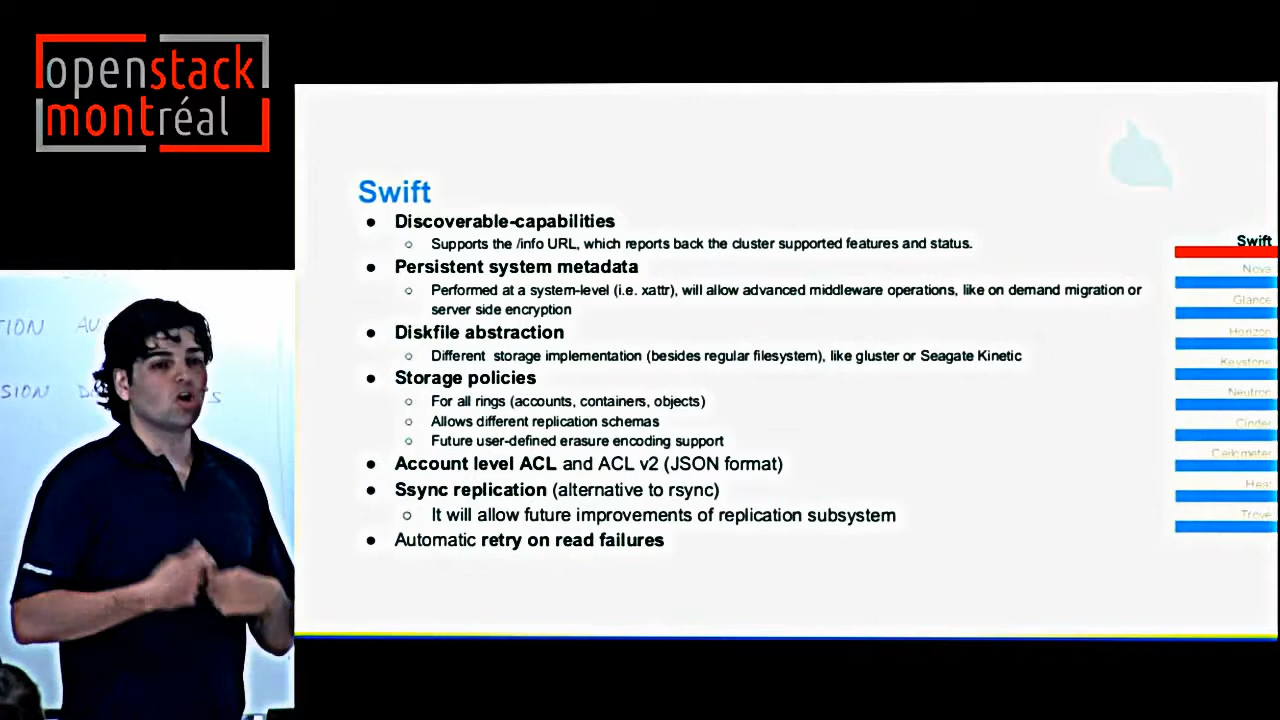 openstack
montréal
Swift
● Discoverable-capabilities
○ Supports the /info URL, which reports back the cluster supported features and status.
● Persistent system metadata
○ Performed at a system-level (i.e. xattr), will allow advanced middleware operations, like on demand migration or
server side encryption
● Diskfile abstraction
○ Different storage implementation (besides regular filesystem), like gluster or Seagate Kinetic
● Storage policies
○ For all rings (accounts, containers, objects)
○ Allows different replication schemas
○ Future user-defined erasure encoding support
● Account level ACL and ACL v2 (JSON format)
● Ssync replication (alternative to rsync)
○ It will allow future improvements of replication subsystem
● Automatic retry on read failures
Swift
Nova
Glance
Horizon
Keystone
Neutron
Cinder
Ceilometer
Heat
Trove